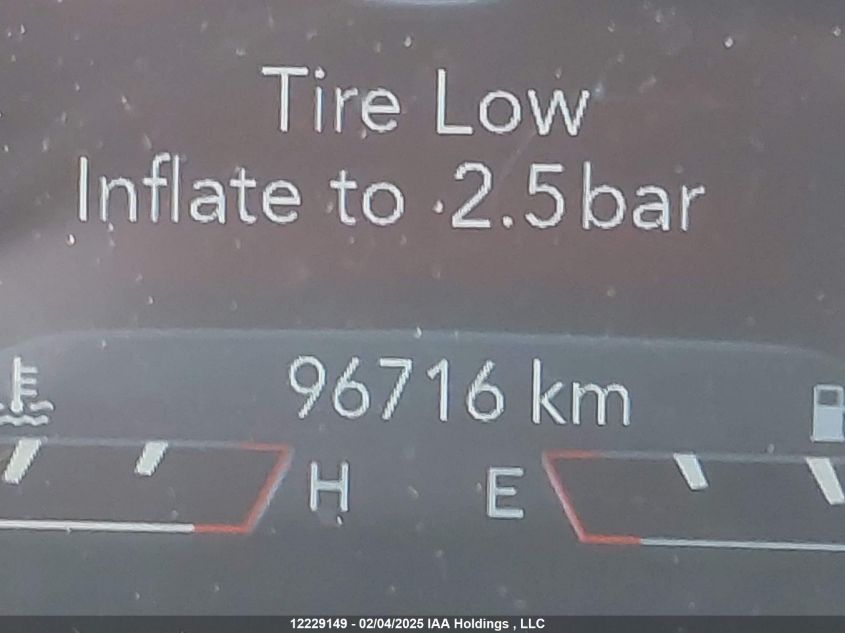 Tire Low
Inflate to 2.5bar
96716 km
H E
12229149 - 02/04/2025 IAA Holdings , LLC